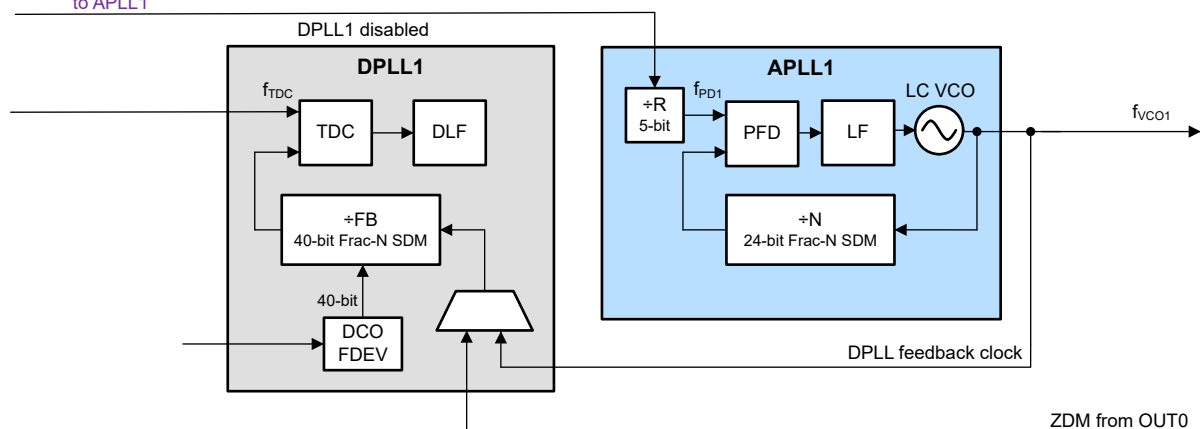 to APLL1
DPLL1 disabled
DPLL1
APLL1
fTDC
TDC
DLF
÷R
5-bit
fPD1
PFD
LF
LC VCO
fVCO1
÷FB
40-bit Frac-N SDM
÷N
24-bit Frac-N SDM
40-bit
DCO
FDEV
DPLL feedback clock
ZDM from OUT0